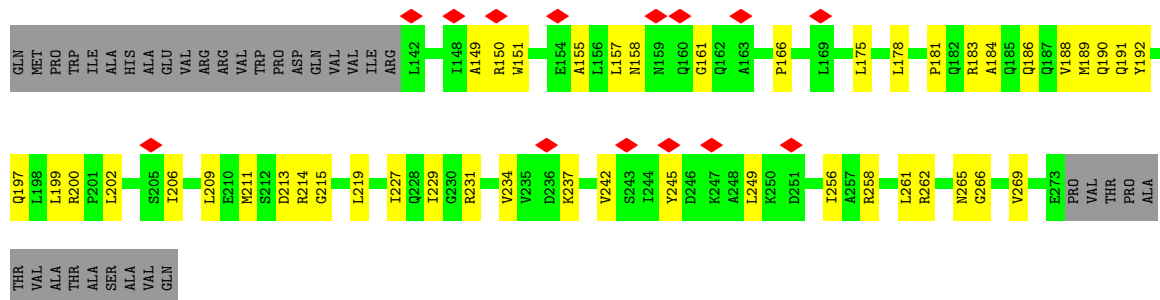 GLN MET PRO TRP ILE ALA HIS ALA GLU VAL ARG ARG VAL TRP PRO ASP GLN VAL VAL ILE ARG L142 I148 A149 R150 W151 E154 A155 L156 L157 N158 N159 Q160 G161 Q162 A163 P166 L169 L175 L178 P181 Q182 R183 A184 Q185 Q186 Q187 V188 M189 Q190 Q191 Y192
Q197 L198 L199 R200 P201 L202 S205 I206 L209 E210 M211 S212 D213 R214 G215 L219 I227 Q228 I229 G230 R231 V234 V235 D236 K237 V242 S243 I244 Y245 D246 K247 A248 L249 K250 D251 I256 A257 R258 L261 R262 N265 G266 V269 E273 PRO VAL THR PRO ALA
THR VAL ALA THR ALA SER ALA VAL GLN